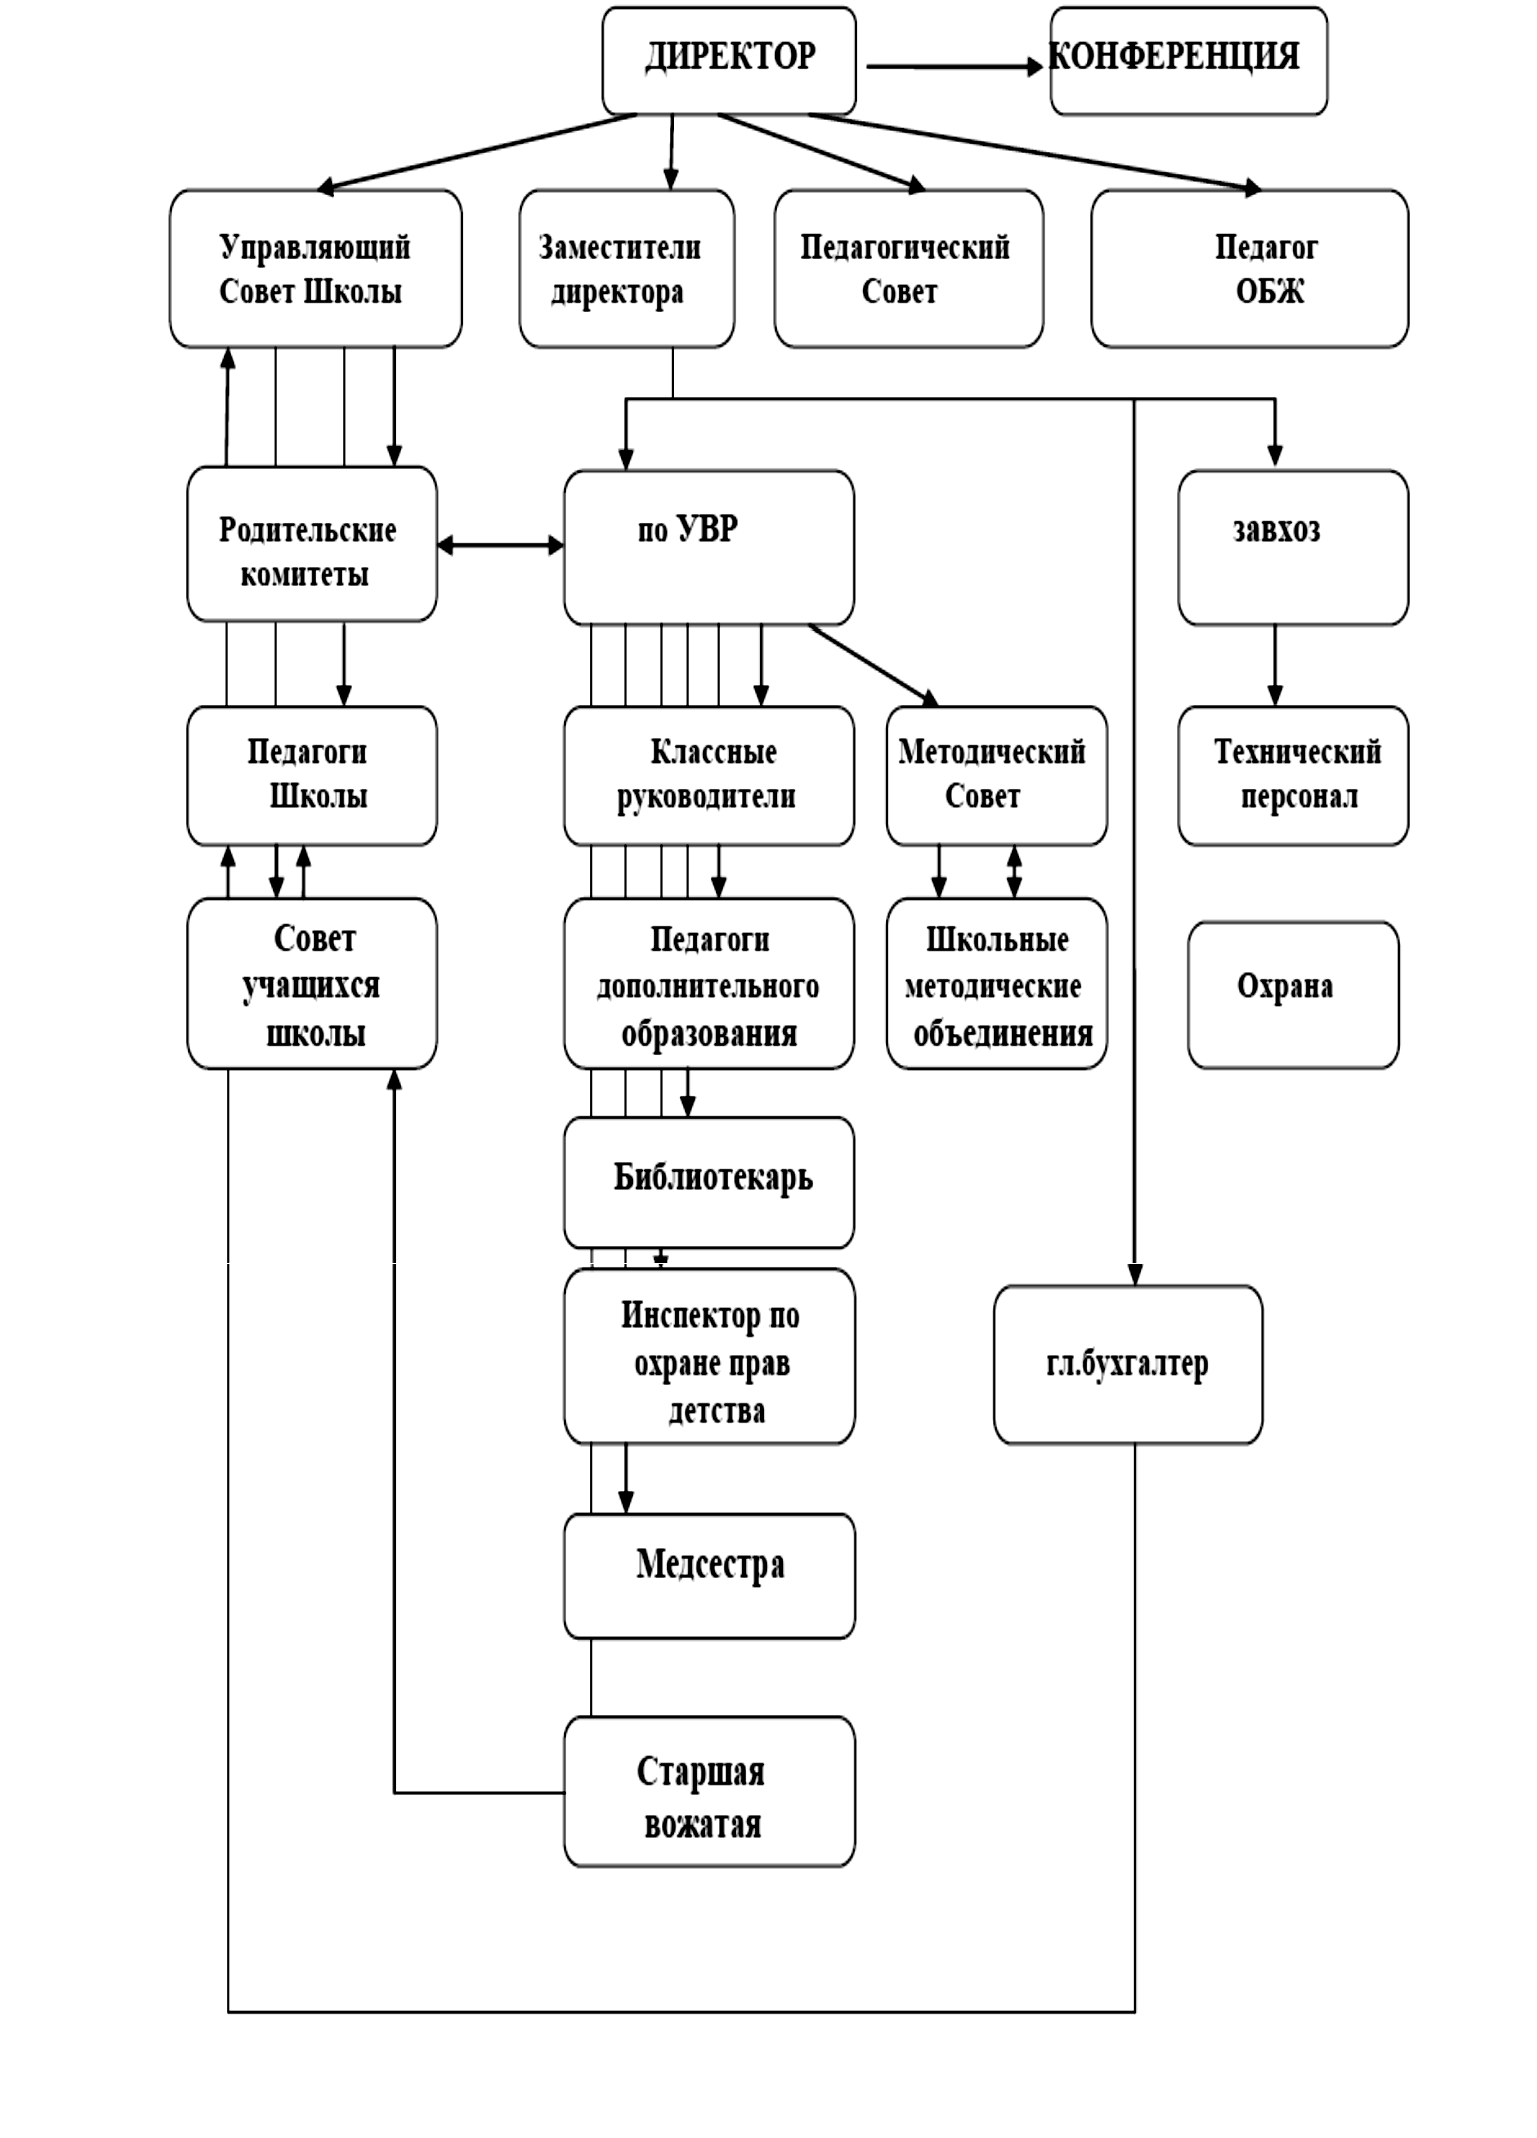 ДИРЕКТОР
КОНФЕРЕНЦИЯ
Управляющий
Совет Школы
Заместители
директора
Педагогический
Совет
Педагог
ОБЖ
Родительские
комитеты
по УВР
завхоз
Педагоги
Школы
Классные
руководители
Методический
Совет
Технический
персонал
Совет
учащихся
школы
Педагоги
дополнительного
образования
Школьные
методические
объединения
Охрана
Библиотекарь
Инспектор по
охране прав
детства
гл.бухгалтер
Медсестра
Старшая
вожатая